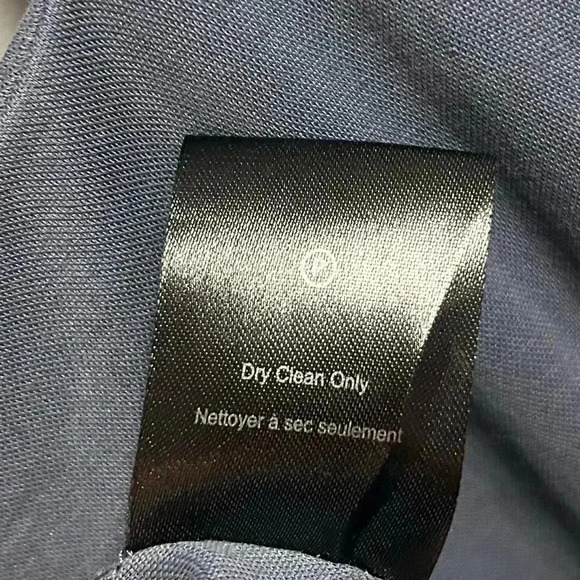 P
Dry Clean Only
Nettoyer à sec seulement